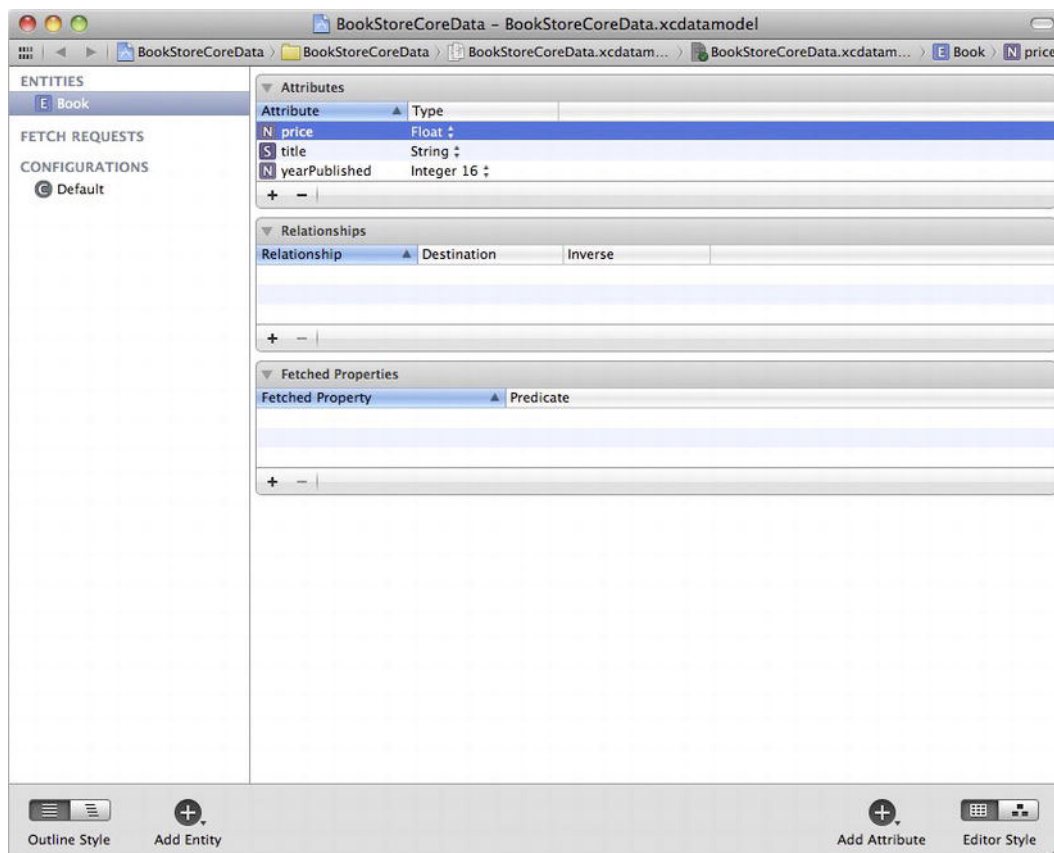 BookStoreCoreData – BookStoreCoreData.xcdatamodel
BookStoreCoreData BookStoreCoreData BookStoreCoreData.xcdatam... BookStoreCoreData.xcdatam... E Book N price
ENTITIES
E Book
FETCH REQUESTS
CONFIGURATIONS
C Default
Attributes
Attribute Type
N price Float
S title String
N yearPublished Integer 16
+ −
Relationships
Relationship Destination Inverse
+ −
Fetched Properties
Fetched Property Predicate
+ −
Outline Style Add Entity Add Attribute Editor Style